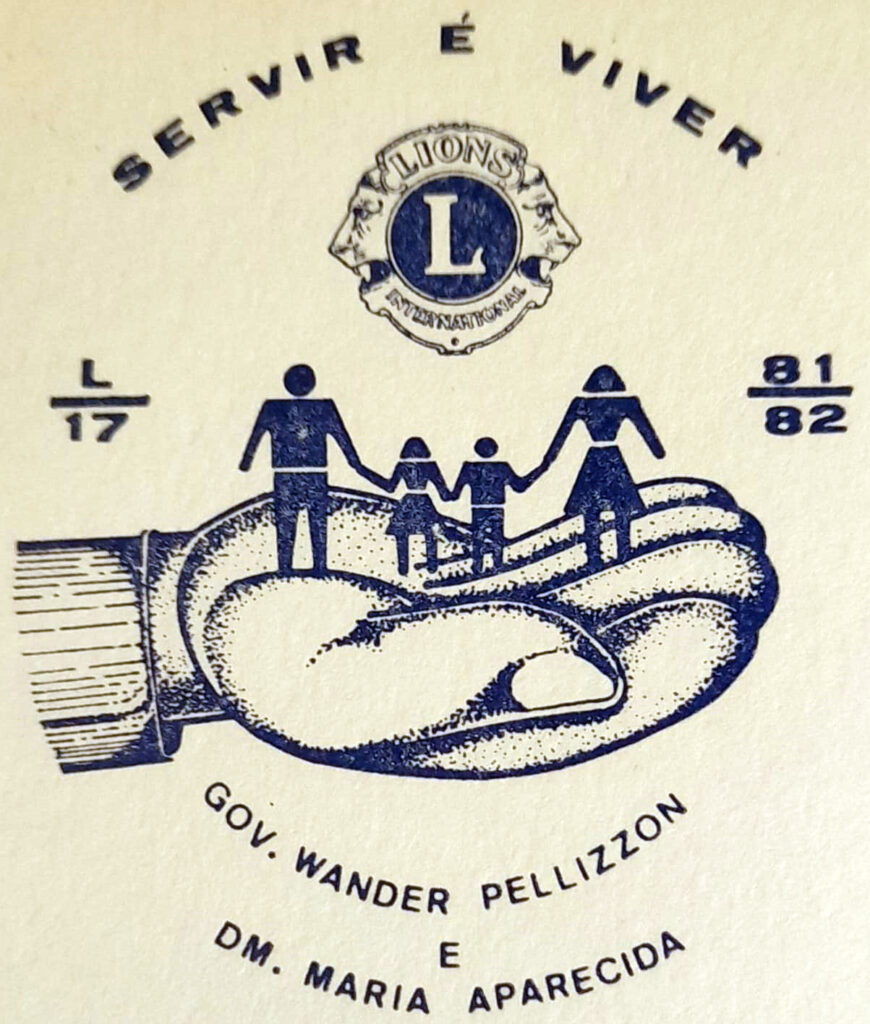 SERVIR É VIVER
LIONS
L
INTERNATIONAL
L
17
81
82
GOV. WANDER PELLIZZON
E
DM. MARIA APARECIDA